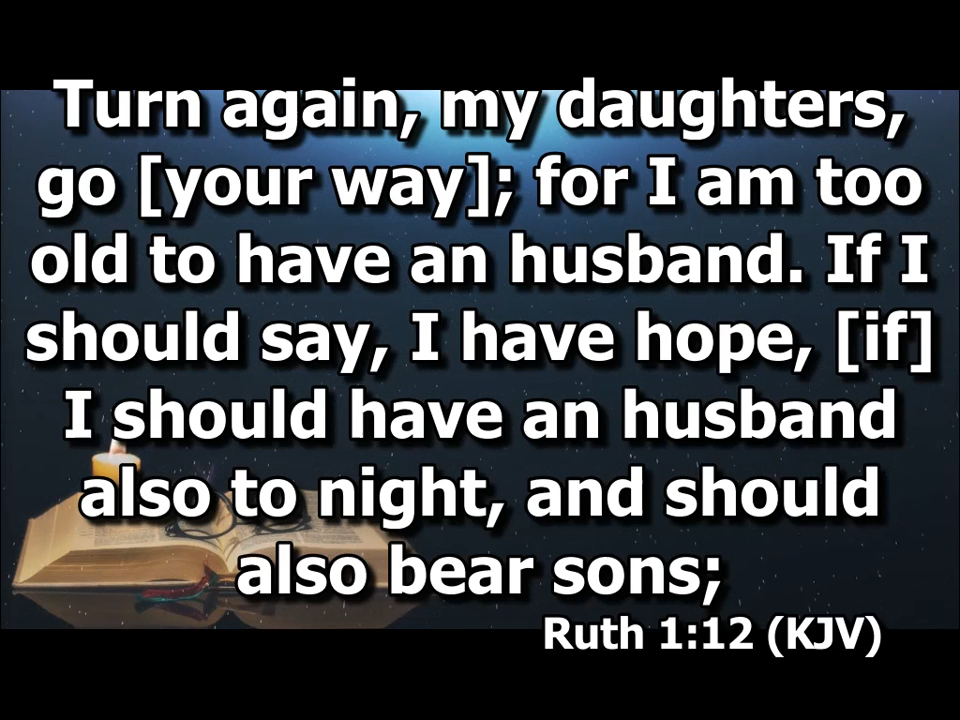 Turn again, my daughters,
go [your way]; for I am too
old to have an husband. If I
should say, I have hope, [if]
I should have an husband
also to night, and should
also bear sons;
Ruth 1:12 (KJV)